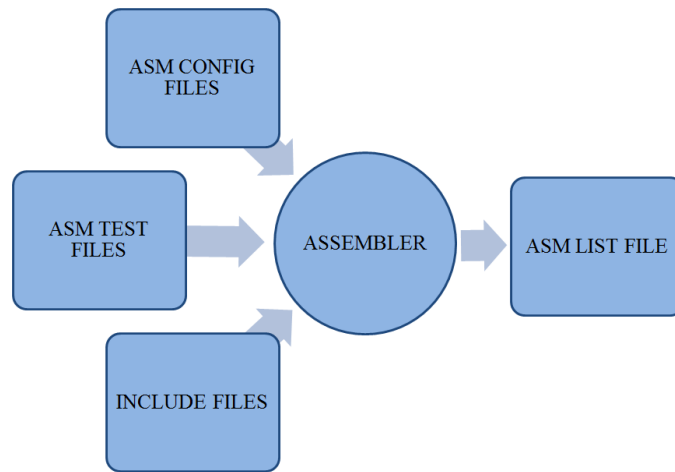 ASM CONFIG
FILES
ASM TEST
FILES
ASSEMBLER
ASM LIST FILE
INCLUDE FILES